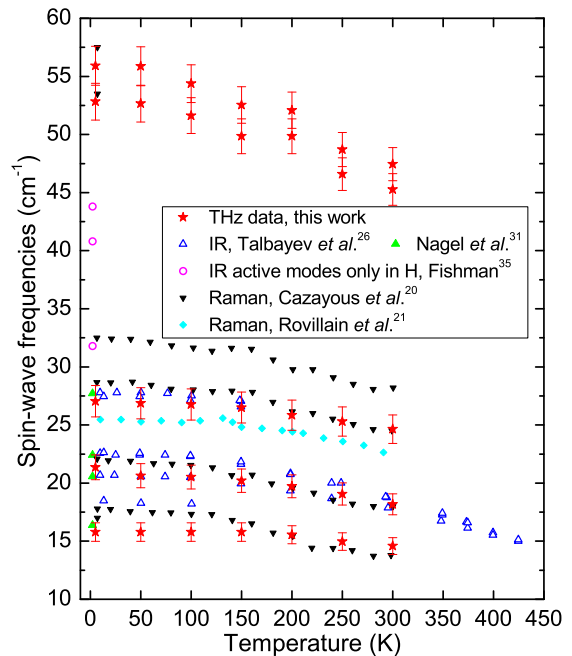 60
55
50
45
40
35
30
25
20
15
10
Spin-wave frequencies (cm⁻¹)
THz data, this work
IR, Talbayev et al.²⁶ Nagel et al.³¹
IR active modes only in H, Fishman³⁵
Raman, Cazayous et al.²⁰
Raman, Rovillain et al.²¹
0 50 100 150 200 250 300 350 400 450
Temperature (K)